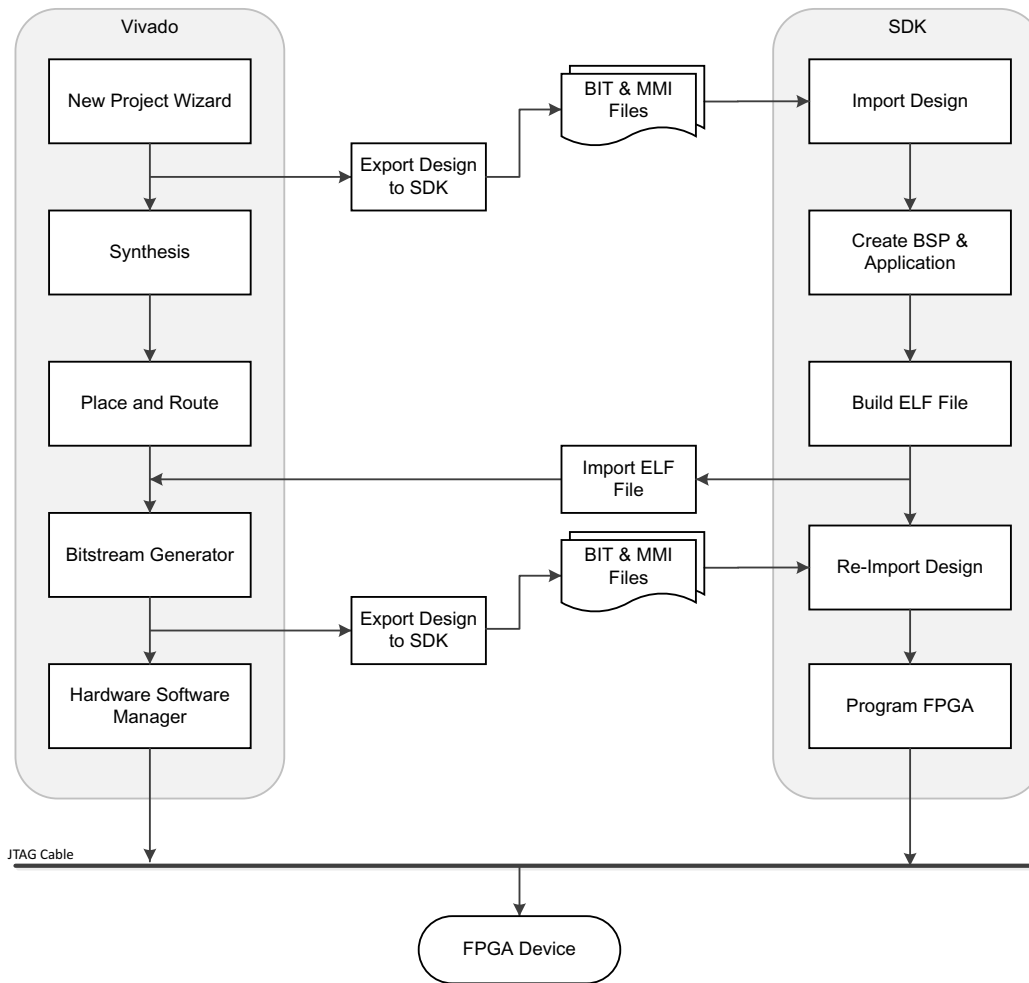 Vivado
SDK
New Project Wizard
BIT & MMI
Files
Import Design
Export Design
to SDK
Synthesis
Create BSP &
Application
Place and Route
Build ELF File
Import ELF
File
Bitstream Generator
BIT & MMI
Files
Re-Import Design
Export Design
to SDK
Hardware Software
Manager
Program FPGA
JTAG Cable
FPGA Device